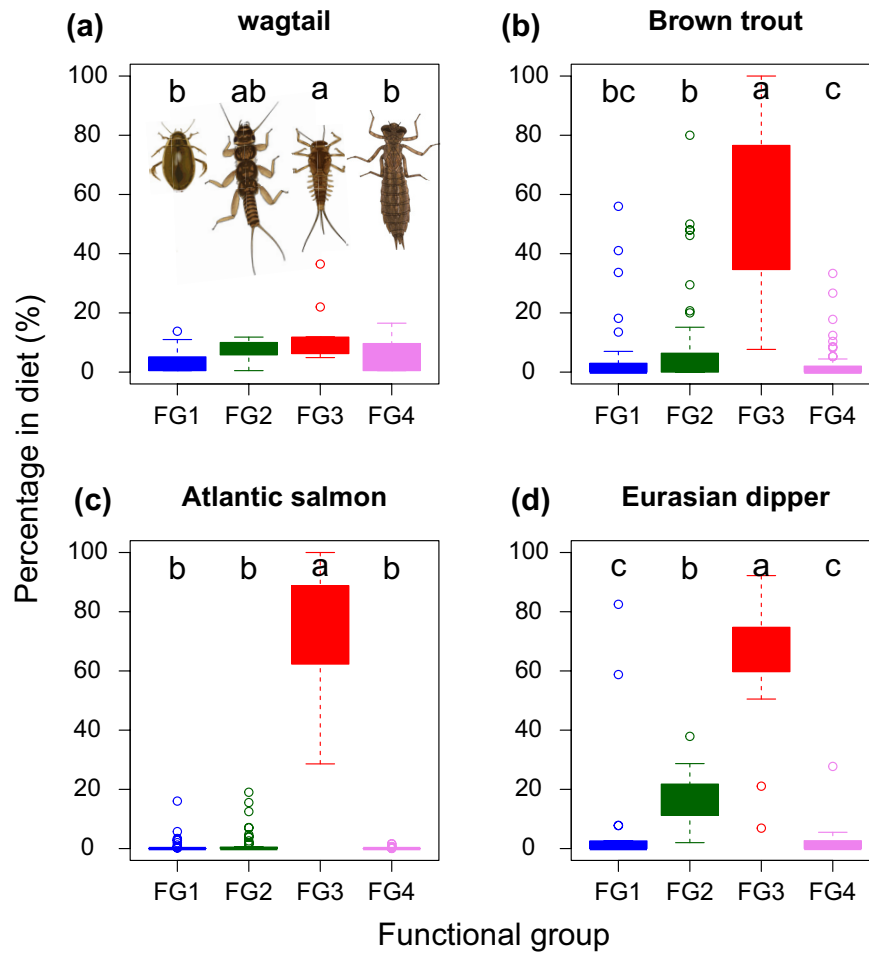 (a) wagtail
b ab a b
100
80
60
40
20
0
FG1 FG2 FG3 FG4
(b) Brown trout
bc b a c
100
80
60
40
20
0
FG1 FG2 FG3 FG4
(c) Atlantic salmon
b b a b
100
80
60
40
20
0
FG1 FG2 FG3 FG4
(d) Eurasian dipper
c b a c
100
80
60
40
20
0
FG1 FG2 FG3 FG4
Percentage in diet (%)
Functional group